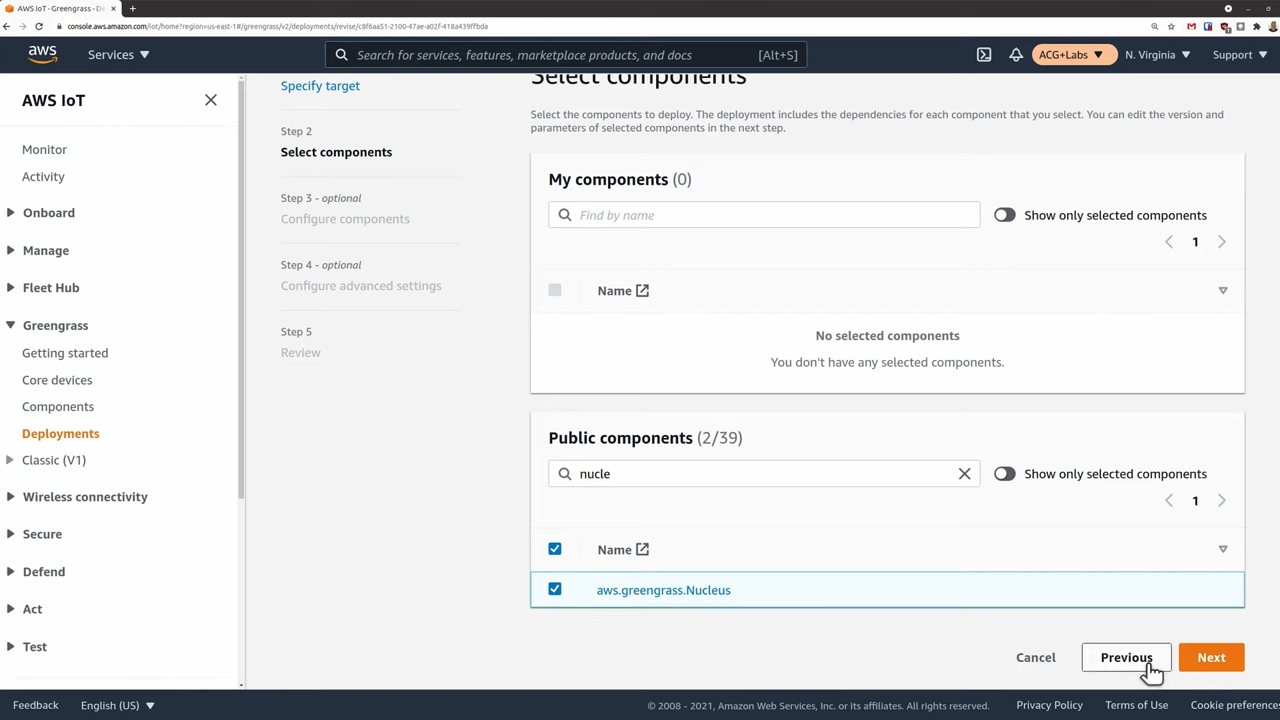 AWS IoT - Greengrass V2 - De
console.aws.amazon.com/iot/home?region=us-east-1#/greengrass/v2/deployments/revise/c8f6aa51-2100-47ae-a02f-418a439ffbda
aws
Services
Search for services, features, marketplace products, and docs
[Alt+S]
ACG+Labs
N. Virginia
Support
AWS IoT
Monitor
Activity
Onboard
Manage
Fleet Hub
Greengrass
Getting started
Core devices
Components
Deployments
Classic (V1)
Wireless connectivity
Secure
Defend
Act
Test
Specify target
Step 2
Select components
Step 3 - optional
Configure components
Step 4 - optional
Configure advanced settings
Step 5
Review
Select components
Select the components to deploy. The deployment includes the dependencies for each component that you select. You can edit the version and
parameters of selected components in the next step.
My components (0)
Find by name
Show only selected components
1
Name
No selected components
You don't have any selected components.
Public components (2/39)
nucle
Show only selected components
1
Name
aws.greengrass.Nucleus
Cancel
Previous
Next
Feedback
English (US)
© 2008 - 2021, Amazon Web Services, Inc. or its affiliates. All rights reserved.
Privacy Policy
Terms of Use
Cookie preference